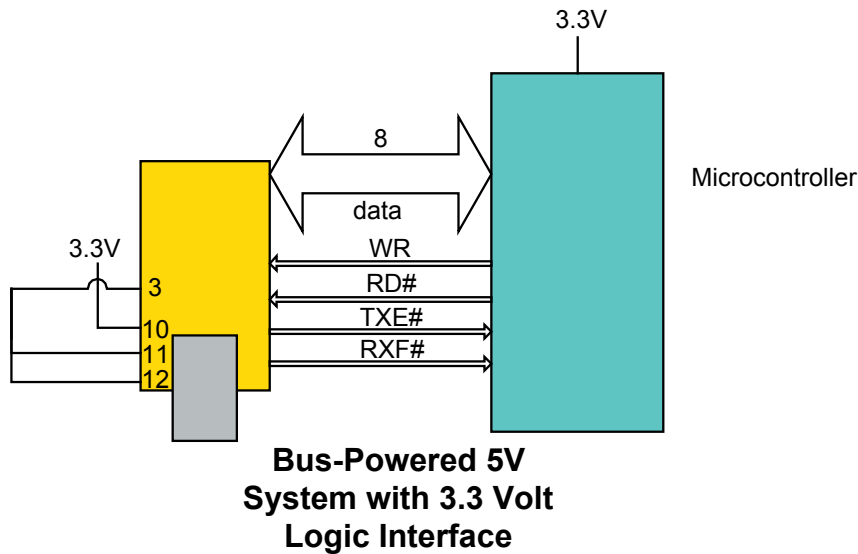 3.3V
8
Microcontroller
data
WR
3.3V
RD#
3
TXE#
10
RXF#
11
12
Bus-Powered 5V
System with 3.3 Volt
Logic Interface